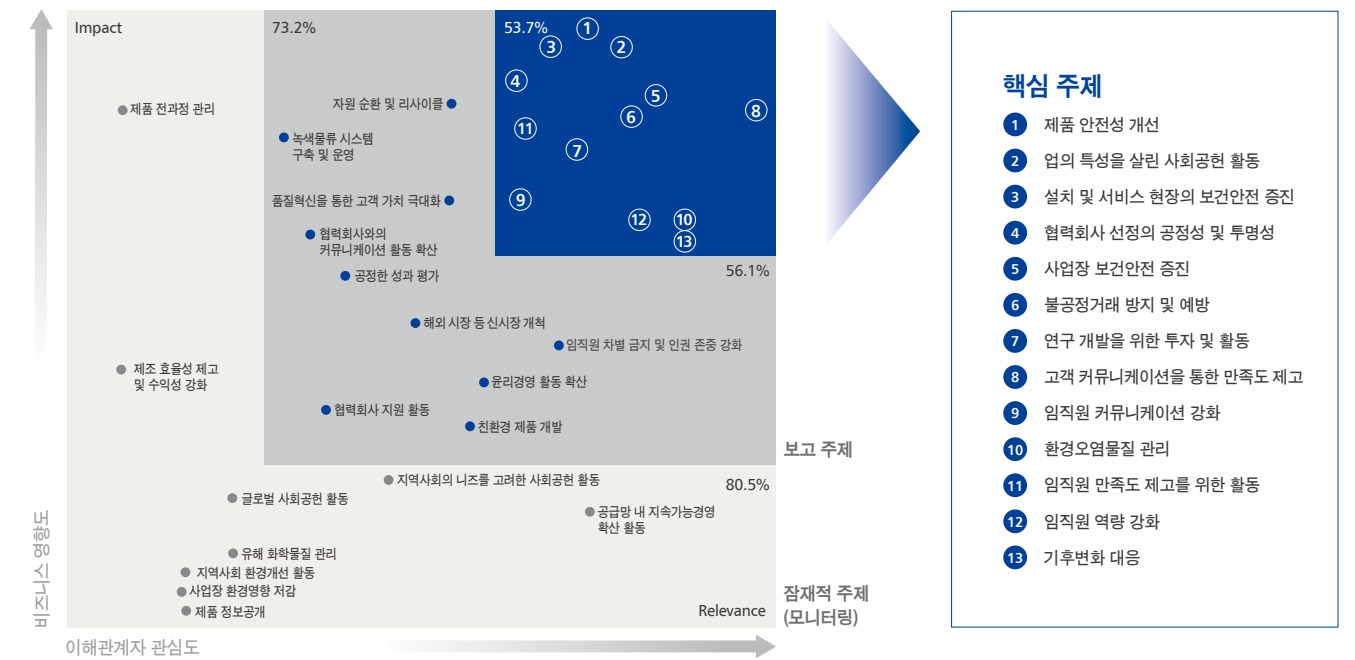 Impact
73.2%
53.7%
1
3
2
4
5
8
6
11
7
9
12
10
13
제품 전과정 관리
자원 순환 및 리사이클
녹색물류 시스템
구축 및 운영
품질혁신을 통한 고객 가치 극대화
협력회사와의
커뮤니케이션 활동 확산
공정한 성과 평가
56.1%
해외 시장 등 신시장 개척
임직원 차별 금지 및 인권 존중 강화
제조 효율성 제고
및 수익성 강화
윤리경영 활동 확산
협력회사 지원 활동
친환경 제품 개발
보고 주제
지역사회의 니즈를 고려한 사회공헌 활동
80.5%
글로벌 사회공헌 활동
공급망 내 지속가능경영
확산 활동
유해 화학물질 관리
지역사회 환경개선 활동
사업장 환경영향 저감
제품 정보공개
Relevance
잠재적 주제
(모니터링)
비즈니스 영향도
이해관계자 관심도
핵심 주제
1 제품 안전성 개선
2 업의 특성을 살린 사회공헌 활동
3 설치 및 서비스 현장의 보건안전 증진
4 협력회사 선정의 공정성 및 투명성
5 사업장 보건안전 증진
6 불공정거래 방지 및 예방
7 연구 개발을 위한 투자 및 활동
8 고객 커뮤니케이션을 통한 만족도 제고
9 임직원 커뮤니케이션 강화
10 환경오염물질 관리
11 임직원 만족도 제고를 위한 활동
12 임직원 역량 강화
13 기후변화 대응